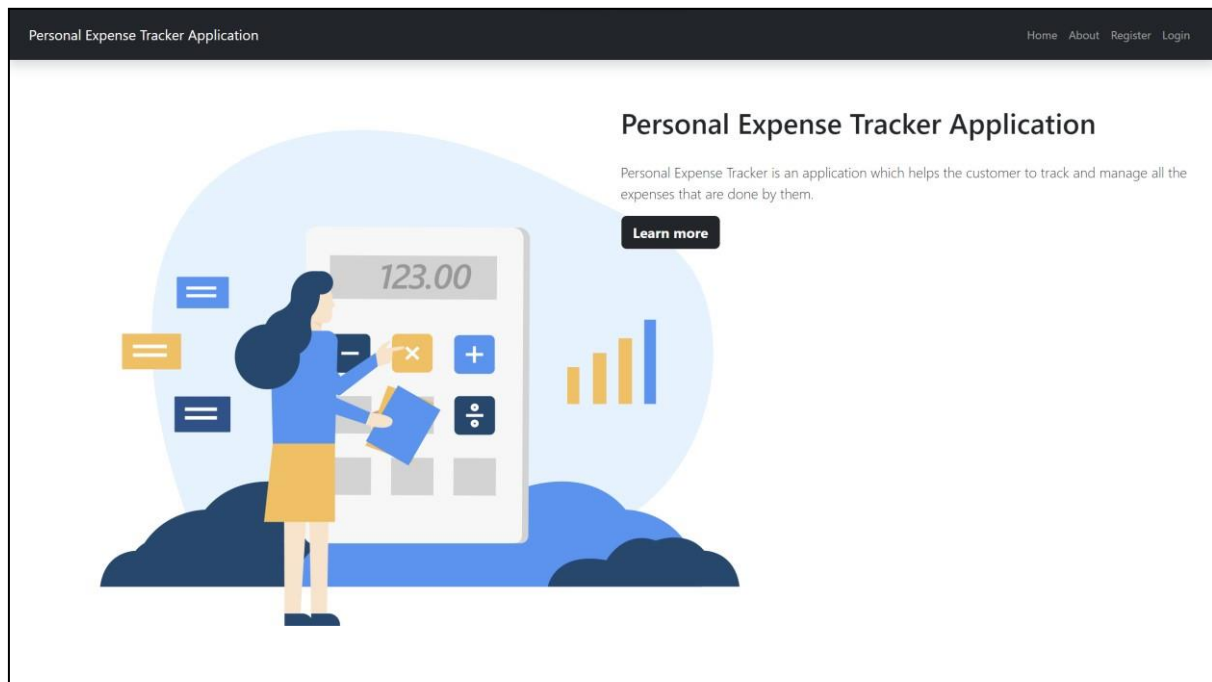 Personal Expense Tracker Application
Home About Register Login
Personal Expense Tracker Application
Personal Expense Tracker is an application which helps the customer to track and manage all the
expenses that are done by them.
Learn more
123.00
− × +
÷